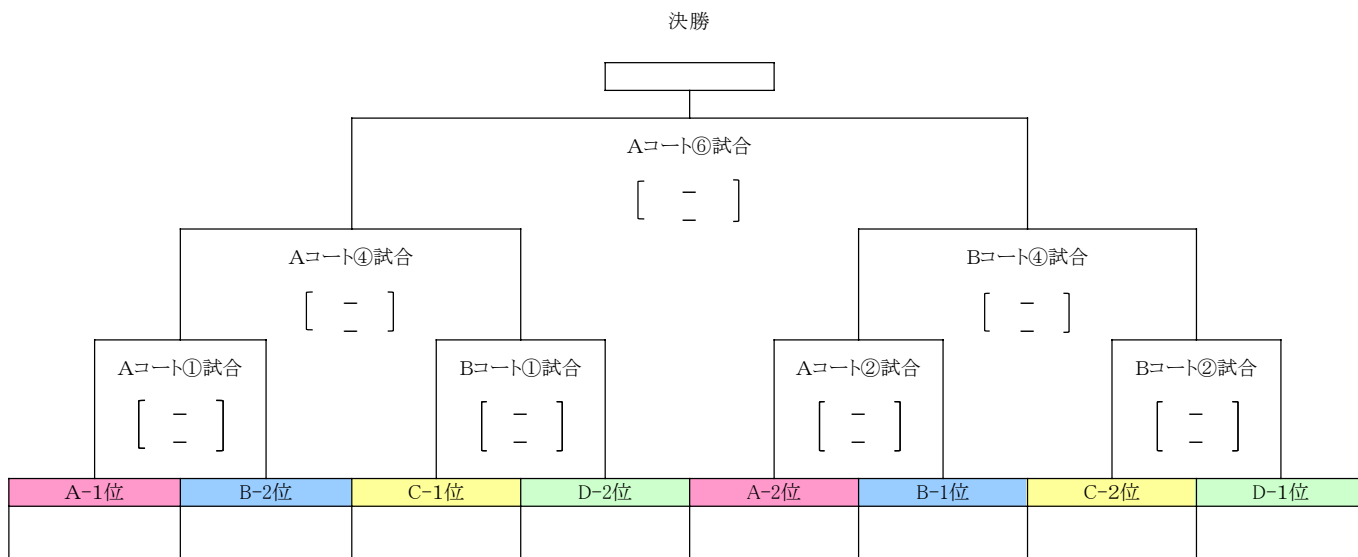 決勝
Aコート⑥試合
[ - - ]
Aコート④試合
Bコート④試合
[ - - ]
[ - - ]
Aコート①試合
Bコート①試合
Aコート②試合
Bコート②試合
[ - - ]
[ - - ]
[ - - ]
[ - - ]
A-1位
B-2位
C-1位
D-2位
A-2位
B-1位
C-2位
D-1位